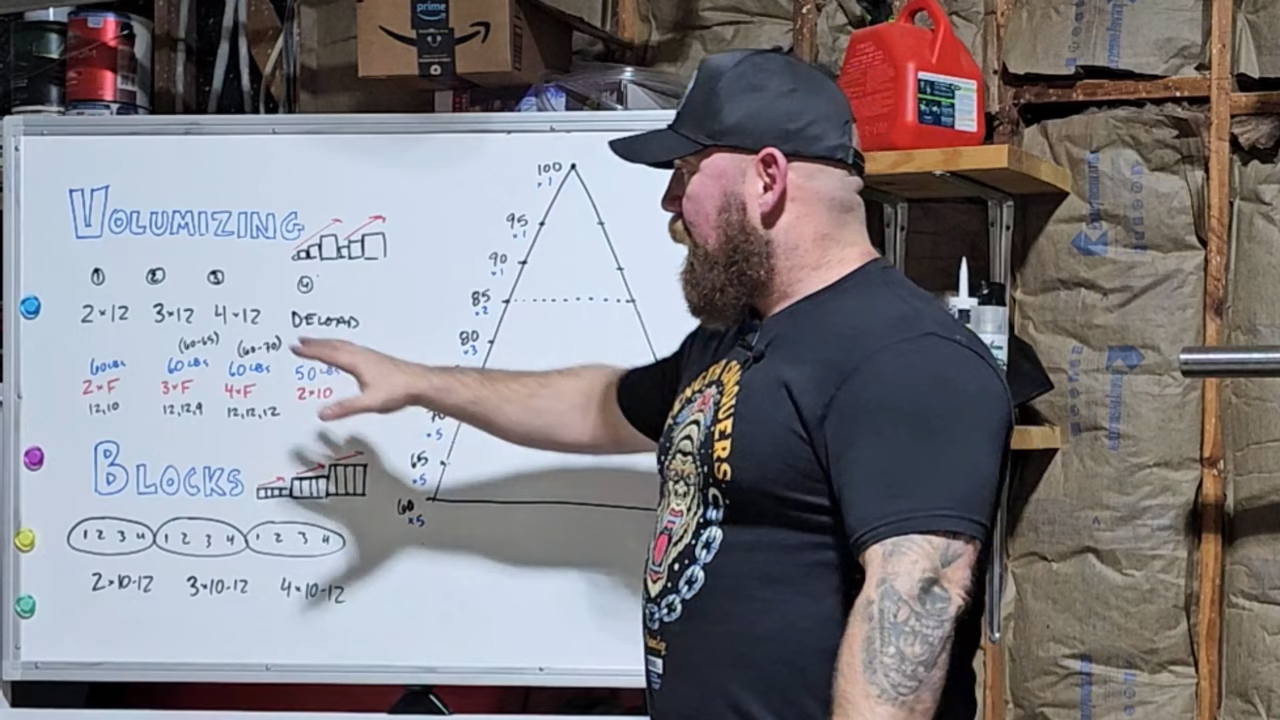 prime
VOLUMIZING
1 2 3 4
2×12 3×12 4×12 DELOAD
(60-65) (60-70)
60LBS 60LBS 60LBS 50LBS
2×F 3×F 4×F 2×10
12,10 12,12,9 12,12,12
BLOCKS
1 2 3 4 1 2 3 4 1 2 3 4
2×10-12 3×10-12 4×10-12
100
×1
95
×1
90
×1
85
×2
80
×3
70
×5
65
×5
60
×5
CONQUERS